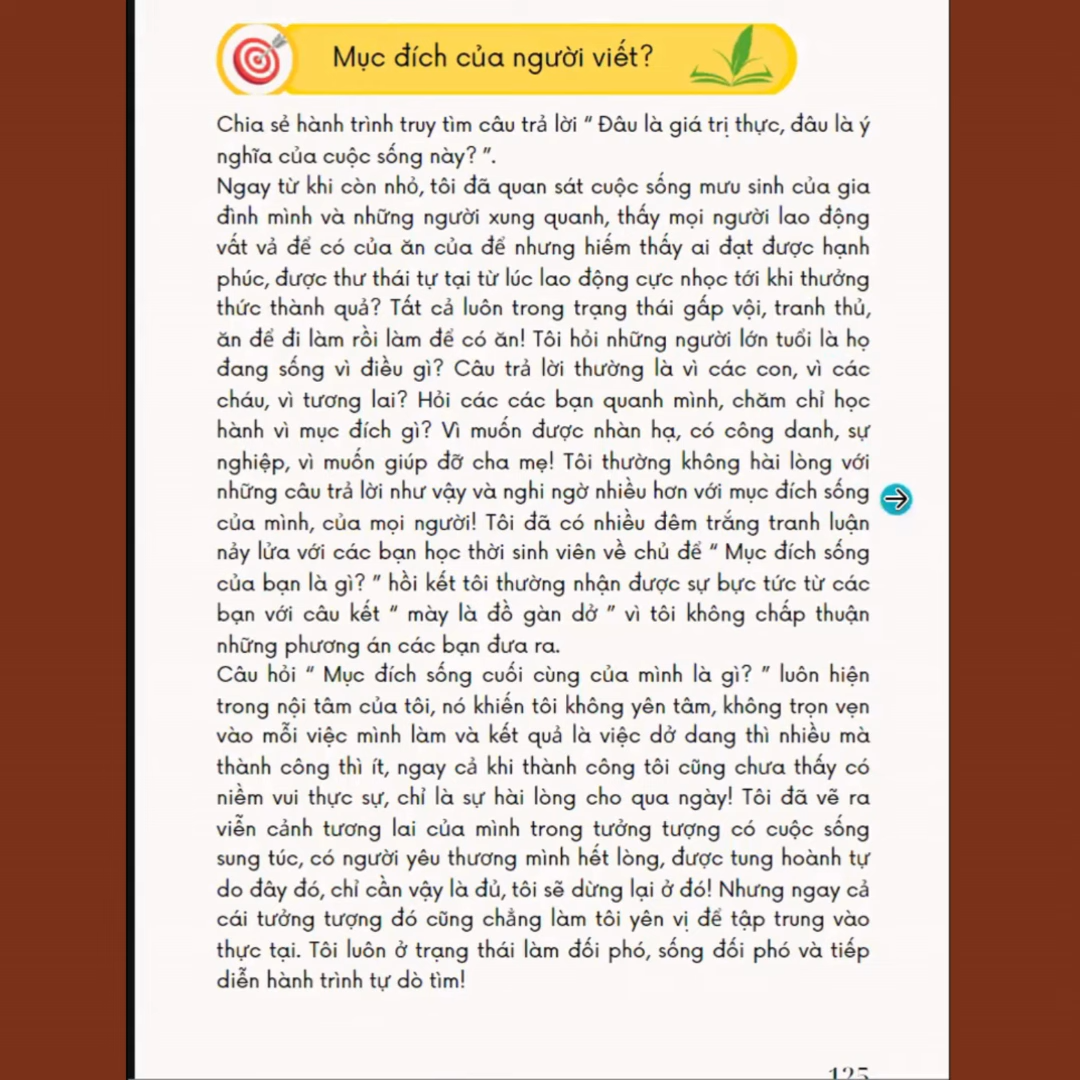 Mục đích của người viết?
Chia sẻ hành trình truy tìm câu trả lời “ Đâu là giá trị thực, đâu là ý
nghĩa của cuộc sống này? ”.
Ngay từ khi còn nhỏ, tôi đã quan sát cuộc sống mưu sinh của gia
đình mình và những người xung quanh, thấy mọi người lao động
vất vả để có của ăn của để nhưng hiếm thấy ai đạt được hạnh
phúc, được thư thái tự tại từ lúc lao động cực nhọc tới khi thưởng
thức thành quả? Tất cả luôn trong trạng thái gấp vội, tranh thủ,
ăn để đi làm rồi làm để có ăn! Tôi hỏi những người lớn tuổi là họ
đang sống vì điều gì? Câu trả lời thường là vì các con, vì các
cháu, vì tương lai? Hỏi các các bạn quanh mình, chăm chỉ học
hành vì mục đích gì? Vì muốn được nhàn hạ, có công danh, sự
nghiệp, vì muốn giúp đỡ cha mẹ! Tôi thường không hài lòng với
những câu trả lời như vậy và nghi ngờ nhiều hơn với mục đích sống
của mình, của mọi người! Tôi đã có nhiều đêm trắng tranh luận
nảy lửa với các bạn học thời sinh viên về chủ để “ Mục đích sống
của bạn là gì? ” hồi kết tôi thường nhận được sự bực tức từ các
bạn với câu kết “ mày là đồ gàn dở ” vì tôi không chấp thuận
những phương án các bạn đưa ra.
Câu hỏi “ Mục đích sống cuối cùng của mình là gì? ” luôn hiện
trong nội tâm của tôi, nó khiến tôi không yên tâm, không trọn vẹn
vào mỗi việc mình làm và kết quả là việc dở dang thì nhiều mà
thành công thì ít, ngay cả khi thành công tôi cũng chưa thấy có
niềm vui thực sự, chỉ là sự hài lòng cho qua ngày! Tôi đã vẽ ra
viễn cảnh tương lai của mình trong tưởng tượng có cuộc sống
sung túc, có người yêu thương mình hết lòng, được tung hoành tự
do đây đó, chỉ cần vậy là đủ, tôi sẽ dừng lại ở đó! Nhưng ngay cả
cái tưởng tượng đó cũng chẳng làm tôi yên vị để tập trung vào
thực tại. Tôi luôn ở trạng thái làm đối phó, sống đối phó và tiếp
diễn hành trình tự dò tìm!
125